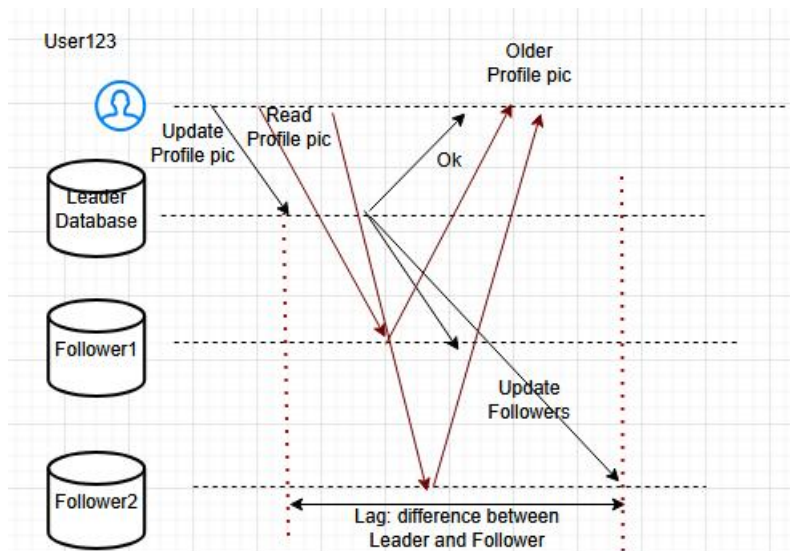 User123
Older
Profile pic
Read
Profile pic
Update
Profile pic
Ok
Leader
Database
Follower1
Update
Followers
Follower2
Lag: difference between
Leader and Follower